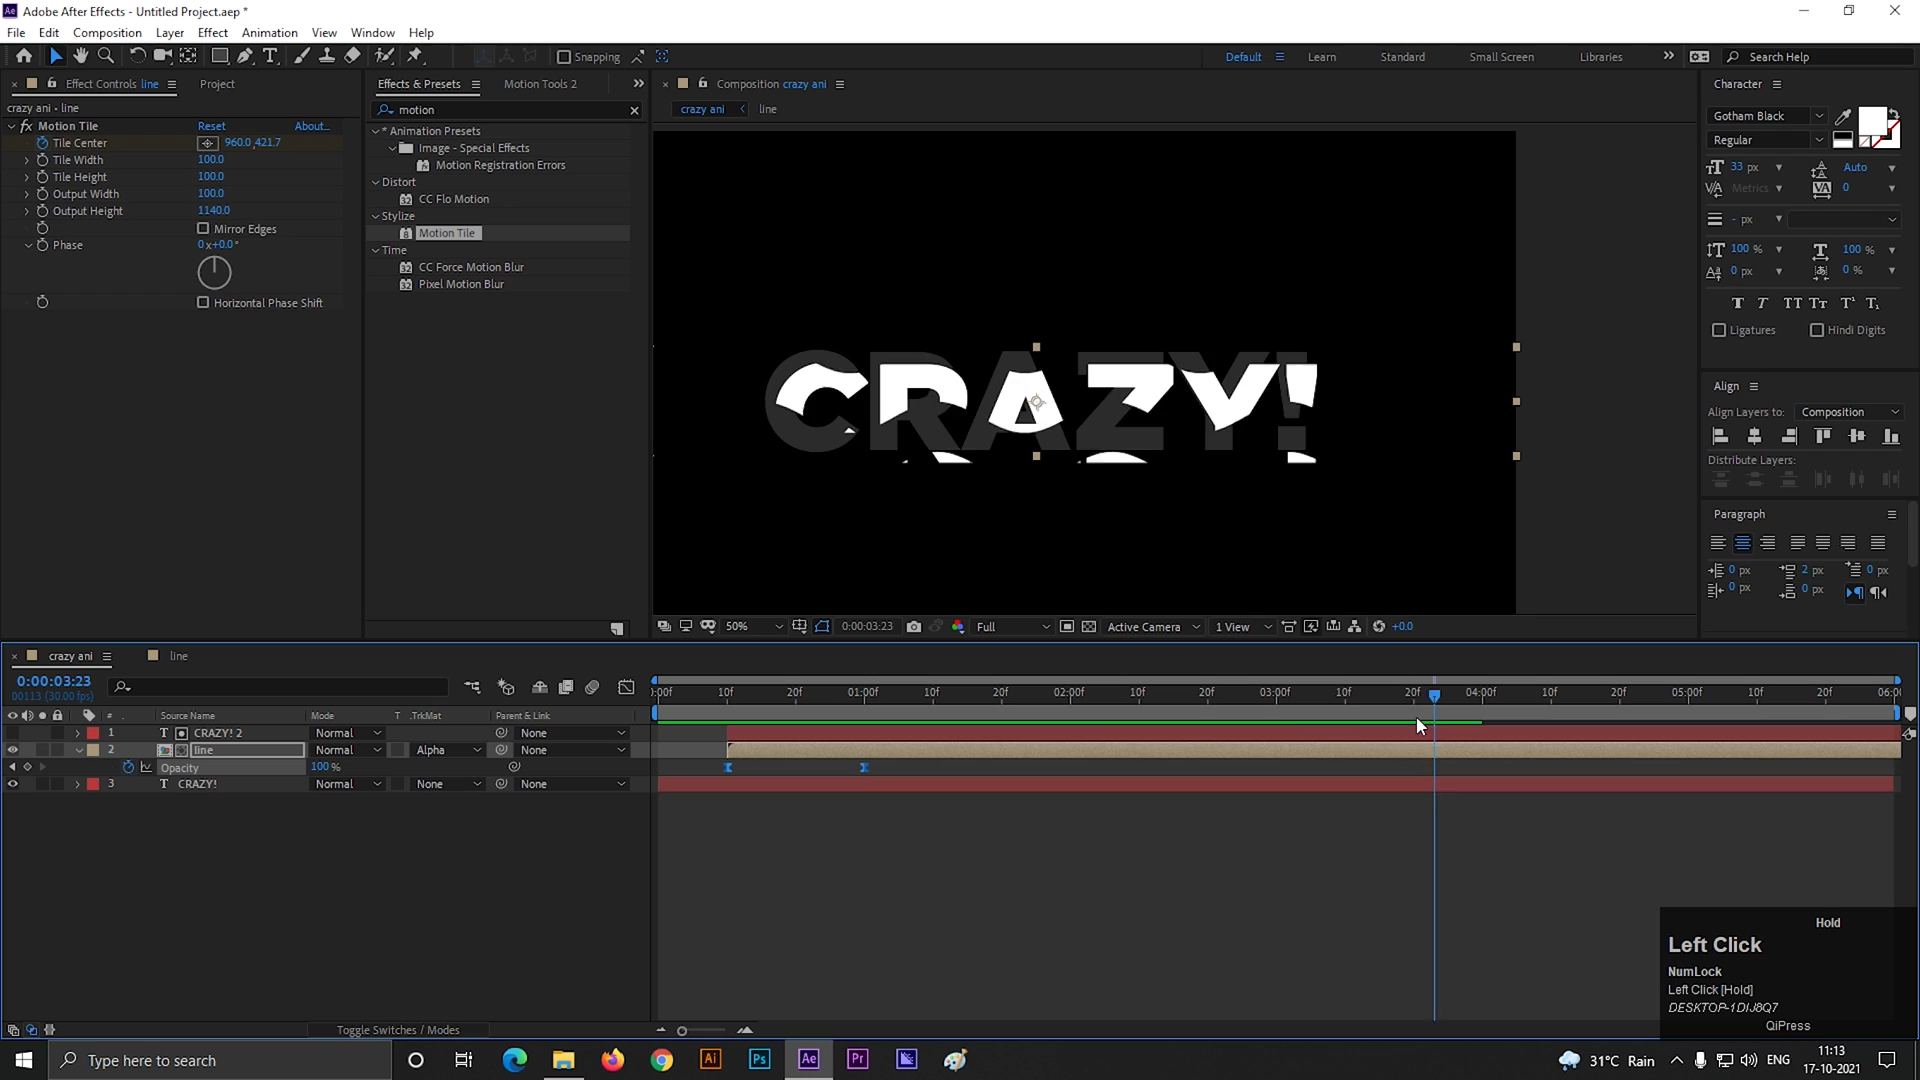 Adobe After Effects - Untitled Project.aep *
File Edit Composition Layer Effect Animation View Window Help
Snapping Default Learn Standard Small Screen Libraries Search Help
Effect Controls line Project
crazy ani • line
fx Motion Tile Reset About...
Tile Center 960.0,421.7
Tile Width 100.0
Tile Height 100.0
Output Width 100.0
Output Height 1140.0
Mirror Edges
Phase 0x+0.0°
Horizontal Phase Shift
Effects & Presets Motion Tools 2
motion
* Animation Presets
Image - Special Effects
Motion Registration Errors
Distort
CC Flo Motion
Stylize
Motion Tile
Time
CC Force Motion Blur
Pixel Motion Blur
Composition crazy ani
crazy ani line
CRAZY!
50% 0:00:03:23 Full Active Camera 1 View +0.0
Character
Gotham Black
Regular
33 px Auto
Metrics 0
- px
100 % 100 %
0 px 0 %
Ligatures Hindi Digits
Align
Align Layers to: Composition
Distribute Layers:
Paragraph
0 px 2 px 0 px
0 px 0 px
crazy ani line
0:00:03:23
00113 (30.00 fps)
:00f 10f 20f 01:00f 10f 20f 02:00f 10f 20f 03:00f 10f 20f 04:00f 10f 20f 05:00f 10f 20f 06:0
# Source Name Mode T .TrkMat Parent & Link
1 T CRAZY! 2 Normal None
2 line Normal Alpha None
Opacity 100 %
3 T CRAZY! Normal None None
Toggle Switches / Modes
Hold
Left Click
NumLock
Left Click [Hold]
DESKTOP-1DIJ8Q7
QiPress
Type here to search
Ai Ps Ae Pr
31°C Rain ENG 11:13
17-10-2021